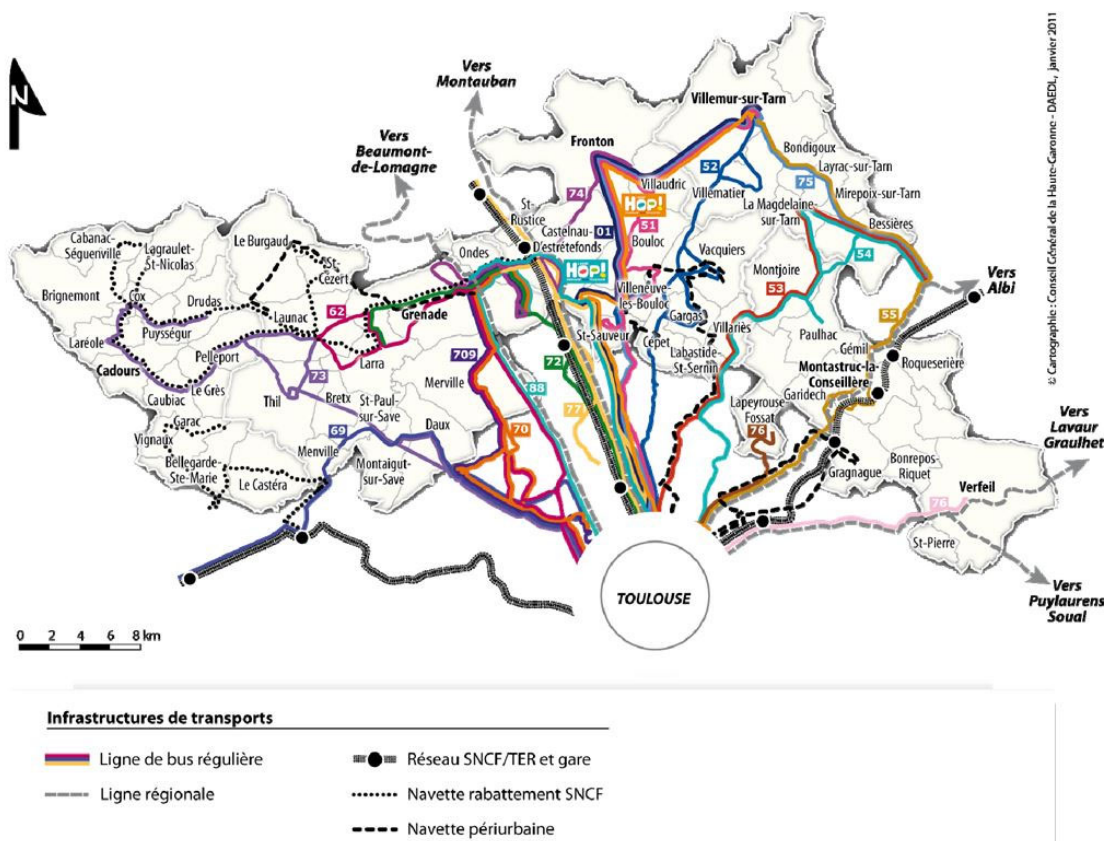 N
Vers
Montauban
Vers
Beaumont-
de-Lomagne
Villemur-sur-Tarn
Fronton
Bondigoux
Layrac-sur-Tarn
52
75
Mirepoix-sur-Tarn
Villaudric
Villematier
La Magdelaine-
sur-Tarn
Bessières
74
HOP!
51
01
Bouloc
St-
Rustice
Castelnau-
D'estrétefonds
Ondes
HOP!
Vacquiers
Montjoire
54
53
Vers
Albi
Cabanac-
Séguenville
Lagraulet-
St-Nicolas
Le Burgaud
St-
Cézert
Brignemont
Cox
Drudas
Launac
62
Grenade
Puysségur
Laréole
Pelleport
Larra
Cadours
Caubiac
Le Grès
73
Thil
Bretx
St-Paul-
sur-Save
Merville
709
88
72
77
70
Villeneuve-
les-Bouloc
Gargas
St-Sauveur
Cépet
Labastide-
St-Sernin
Villariès
Paulhac
55
Gémil
Roqueserière
Montastruc-la-
Conseillère
Garidech
Lapeyrouse
Fossat
76
Garac
Vignaux
69
Menville
Daux
Bellegarde-
Ste-Marie
Le Castéra
Montaigut-
sur-Save
Gragnague
Bonrepos-
Riquet
Vers
Lavaur
Graulhet
76
Verfeil
St-Pierre
Vers
Puylaurens
Soual
TOULOUSE
0 2 4 6 8 km
© Cartographie : Conseil Général de la Haute-Garonne - DAEDL, janvier 2011
Infrastructures de transports
Ligne de bus régulière
Réseau SNCF/TER et gare
Ligne régionale
Navette rabattement SNCF
Navette périurbaine